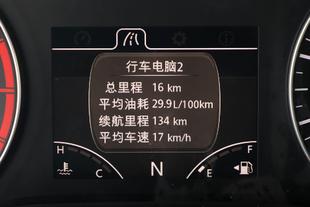 行车电脑2
总里程 16 km
平均油耗 29.9L/100km
续航里程 134 km
平均车速 17 km/h
H C N E F